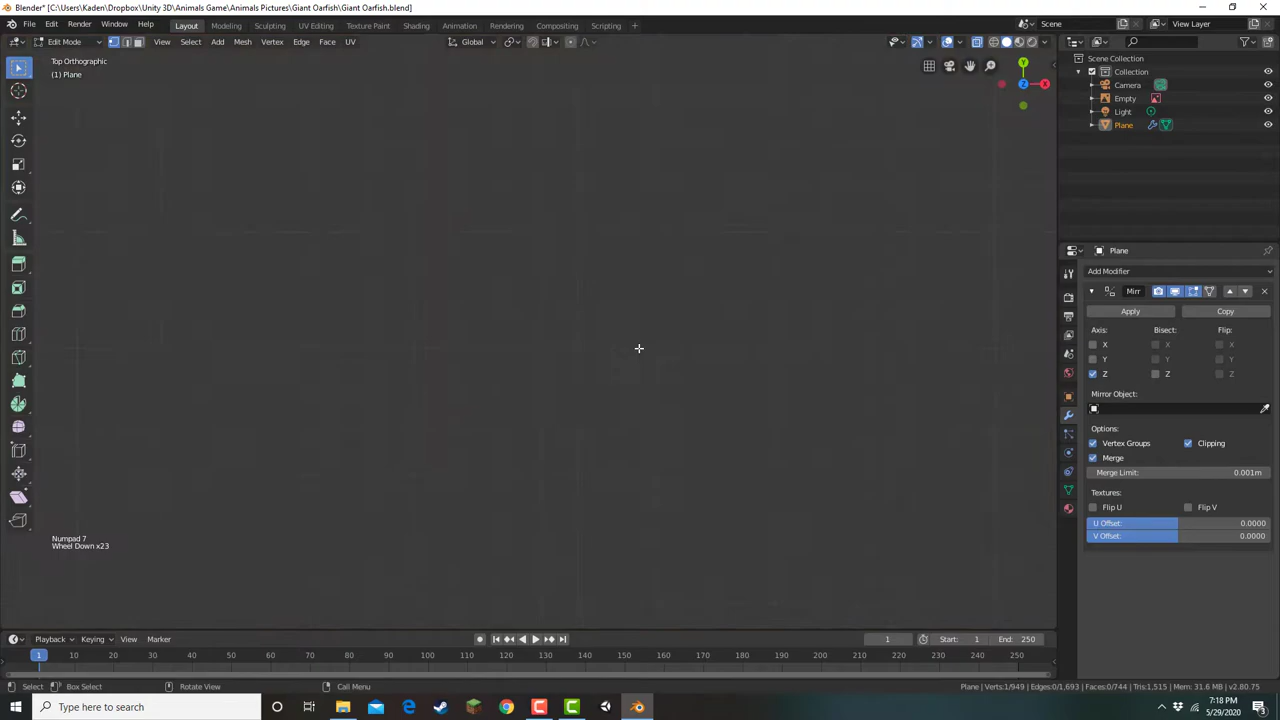 Blender* [C:\Users\Kaden\Dropbox\Unity 3D\Animals Game\Animals Pictures\Giant Oarfish\Giant Oarfish.blend]
File Edit Render Window Help Layout Modeling Sculpting UV Editing Texture Paint Shading Animation Rendering Compositing Scripting + Scene View Layer
Edit Mode View Select Add Mesh Vertex Edge Face UV Global
Top Orthographic
(1) Plane
Scene Collection
Collection
Camera
Empty
Light
Plane
Plane
Add Modifier
Mirr
Apply Copy
Axis: Bisect: Flip:
X X X
Y Y Y
Z Z Z
Mirror Object:
Options:
Vertex Groups Clipping
Merge
Merge Limit: 0.001m
Textures:
Flip U Flip V
U Offset: 0.0000
V Offset: 0.0000
Numpad 7
Wheel Down x23
Playback Keying View Marker 1 Start: 1 End: 250
1 10 20 30 40 50 60 70 80 90 100 110 120 130 140 150 160 170 180 190 200 210 220 230 240 250
Select Box Select Rotate View Call Menu Plane | Verts:1/949 | Edges:0/1,693 | Faces:0/744 | Tris:1,515 | Mem: 31.6 MB | v2.80.75
Type here to search
7:18 PM
5/29/2020